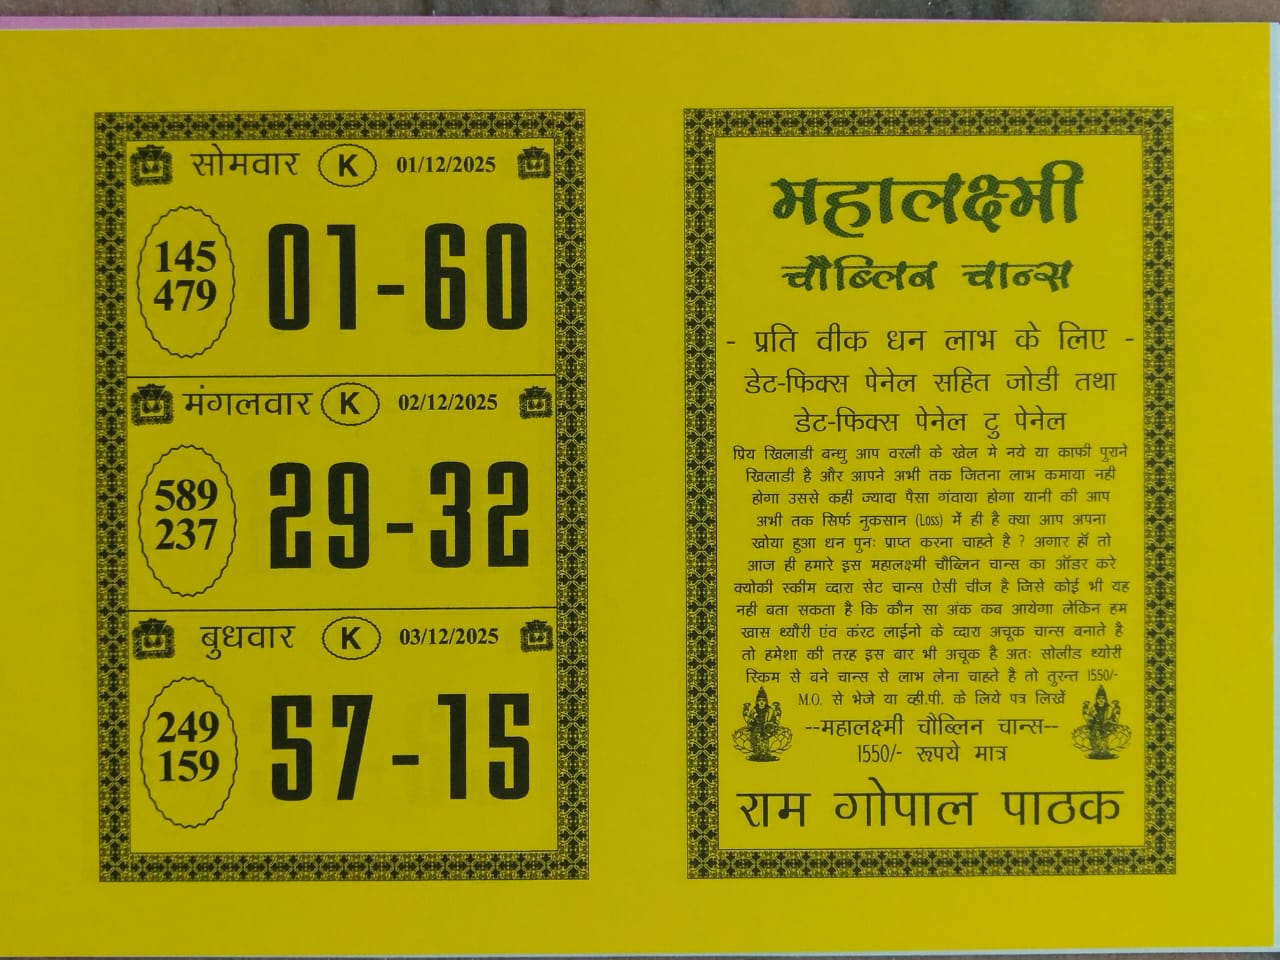 सोमवार K 01/12/2025
145
479
01-60
मंगलवार K 02/12/2025
589
237
29-32
बुधवार K 03/12/2025
249
159
57-15
महालक्ष्मी
चौब्लिन चान्स
- प्रति वीक धन लाभ के लिए -
डेट-फिक्स पेनेल सहित जोडी तथा
डेट-फिक्स पेनेल टु पेनेल
प्रिय खिलाडी बन्धु आप वरली के खेल मे नये या काफी पुराने
खिलाडी है और आपने अभी तक जितना लाभ कमाया नही
होगा उससे कही ज्यादा पैसा गंवाया होगा यानी की आप
अभी तक सिर्फ नुकसान (Loss) में ही है क्या आप अपना
खोया हुआ धन पुनः प्राप्त करना चाहते है ? अगार हाँ तो
आज ही हमारे इस महालक्ष्मी चौब्लिन चान्स का ऑडर करे
क्योकी स्कीम व्दारा सेट चान्स ऐसी चीज है जिसे कोई भी यह
नही बता सकता है कि कौन सा अंक कब आयेगा लेकिन हम
खास थ्यौरी एंव कंरट लाईनो के व्दारा अचूक चान्स बनाते है
तो हमेशा की तरह इस बार भी अचूक है अतः सोलीड थ्योरी
स्किम से बने चान्स से लाभ लेना चाहते है तो तुरन्त 1550/-
M.O. से भेजे या व्ही.पी. के लिये पत्र लिखें
--महालक्ष्मी चौब्लिन चान्स--
1550/- रूपये मात्र
राम गोपाल पाठक